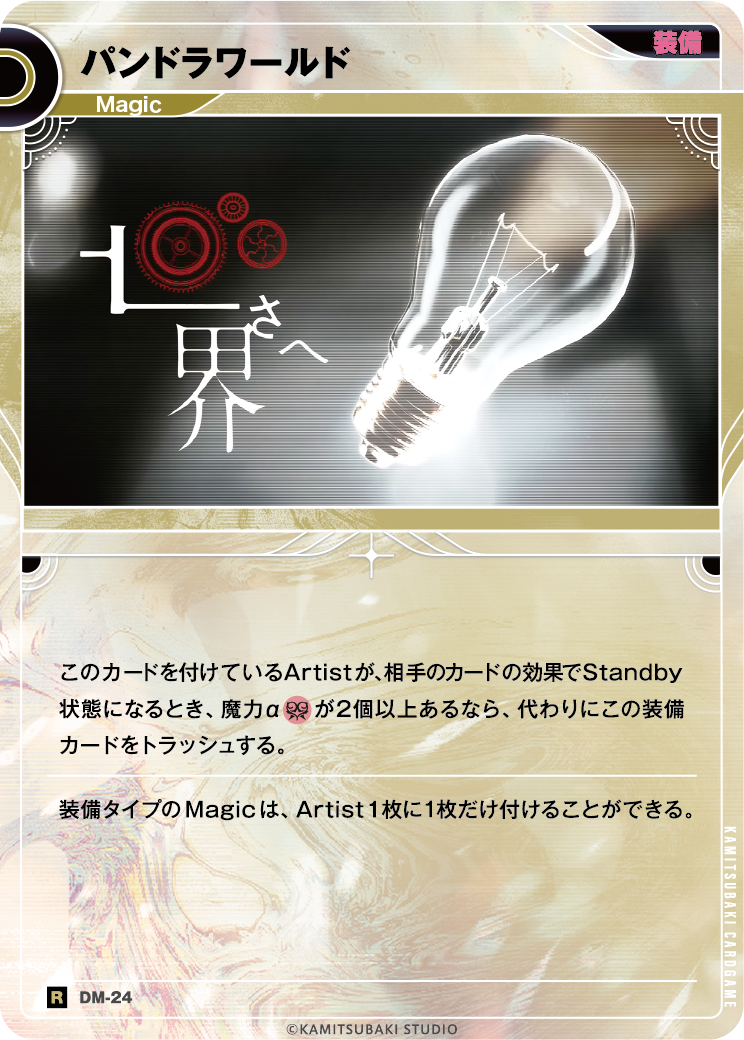 パンドラワールド
装備
Magic
世
界
さへ
このカードを付けているArtistが、相手のカードの効果でStandby
状態になるとき、魔力αが2個以上あるなら、代わりにこの装備
カードをトラッシュする。
装備タイプのMagicは、Artist1枚に1枚だけ付けることができる。
KAMITSUBAKI CARDGAME
R DM-24
©KAMITSUBAKI STUDIO